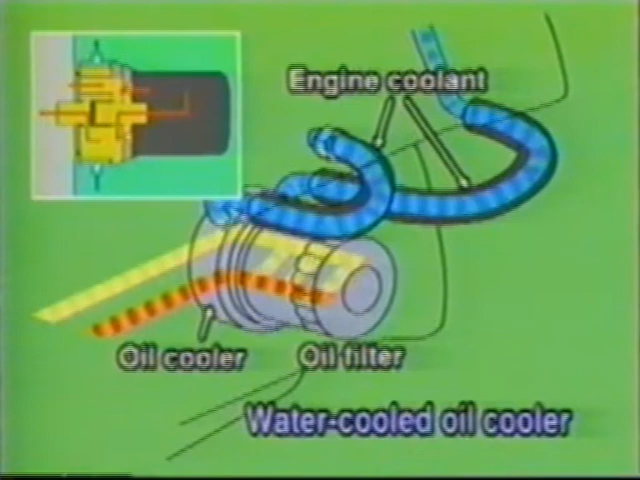 Engine coolant
Oil cooler
Oil filter
Water-cooled oil cooler